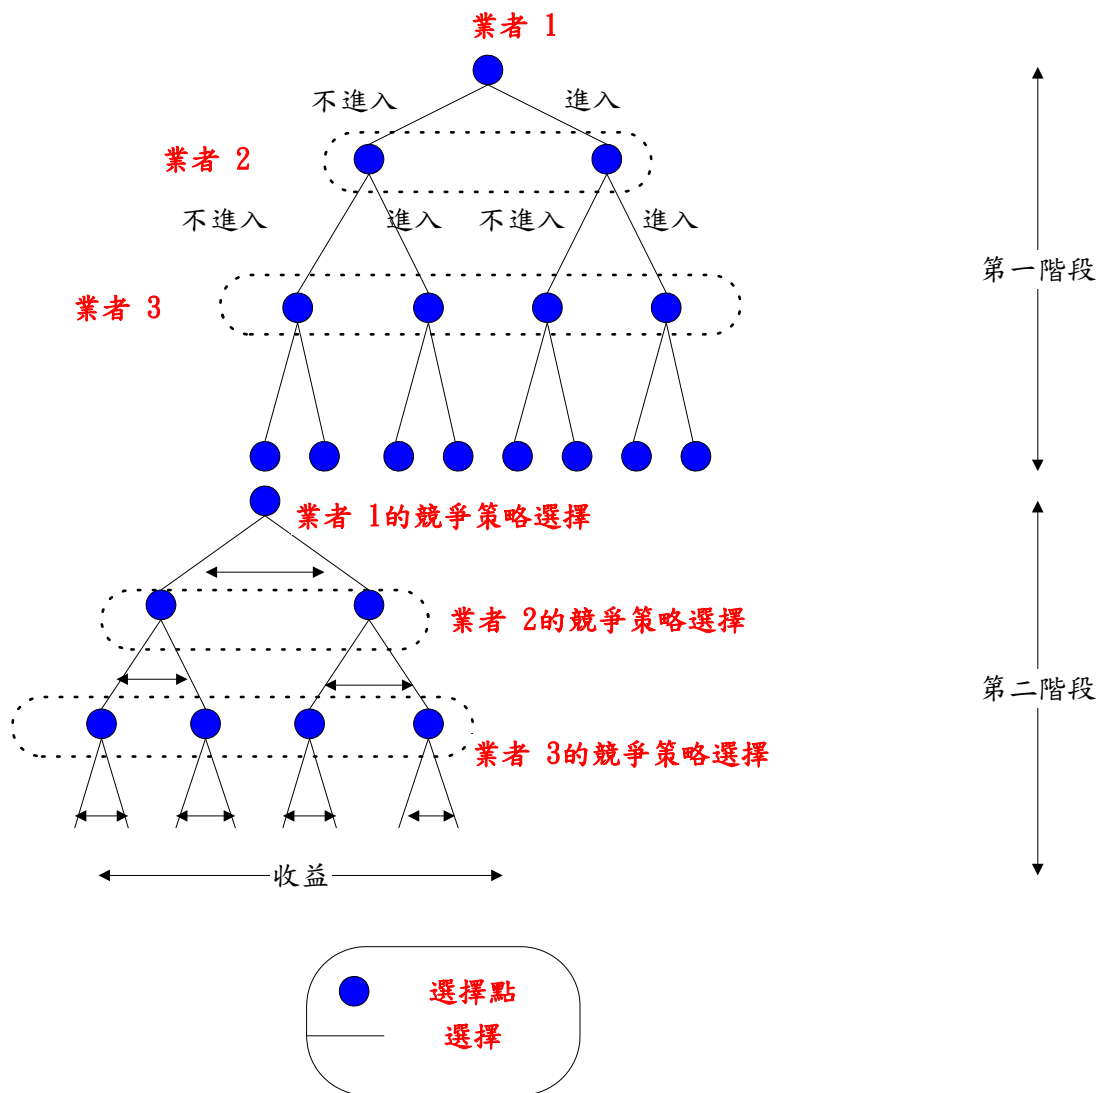 業者 1
不進入
進入
業者 2
不進入
進入
不進入
進入
第一階段
業者 3
業者 1的競爭策略選擇
業者 2的競爭策略選擇
第二階段
業者 3的競爭策略選擇
收益
選擇點
選擇